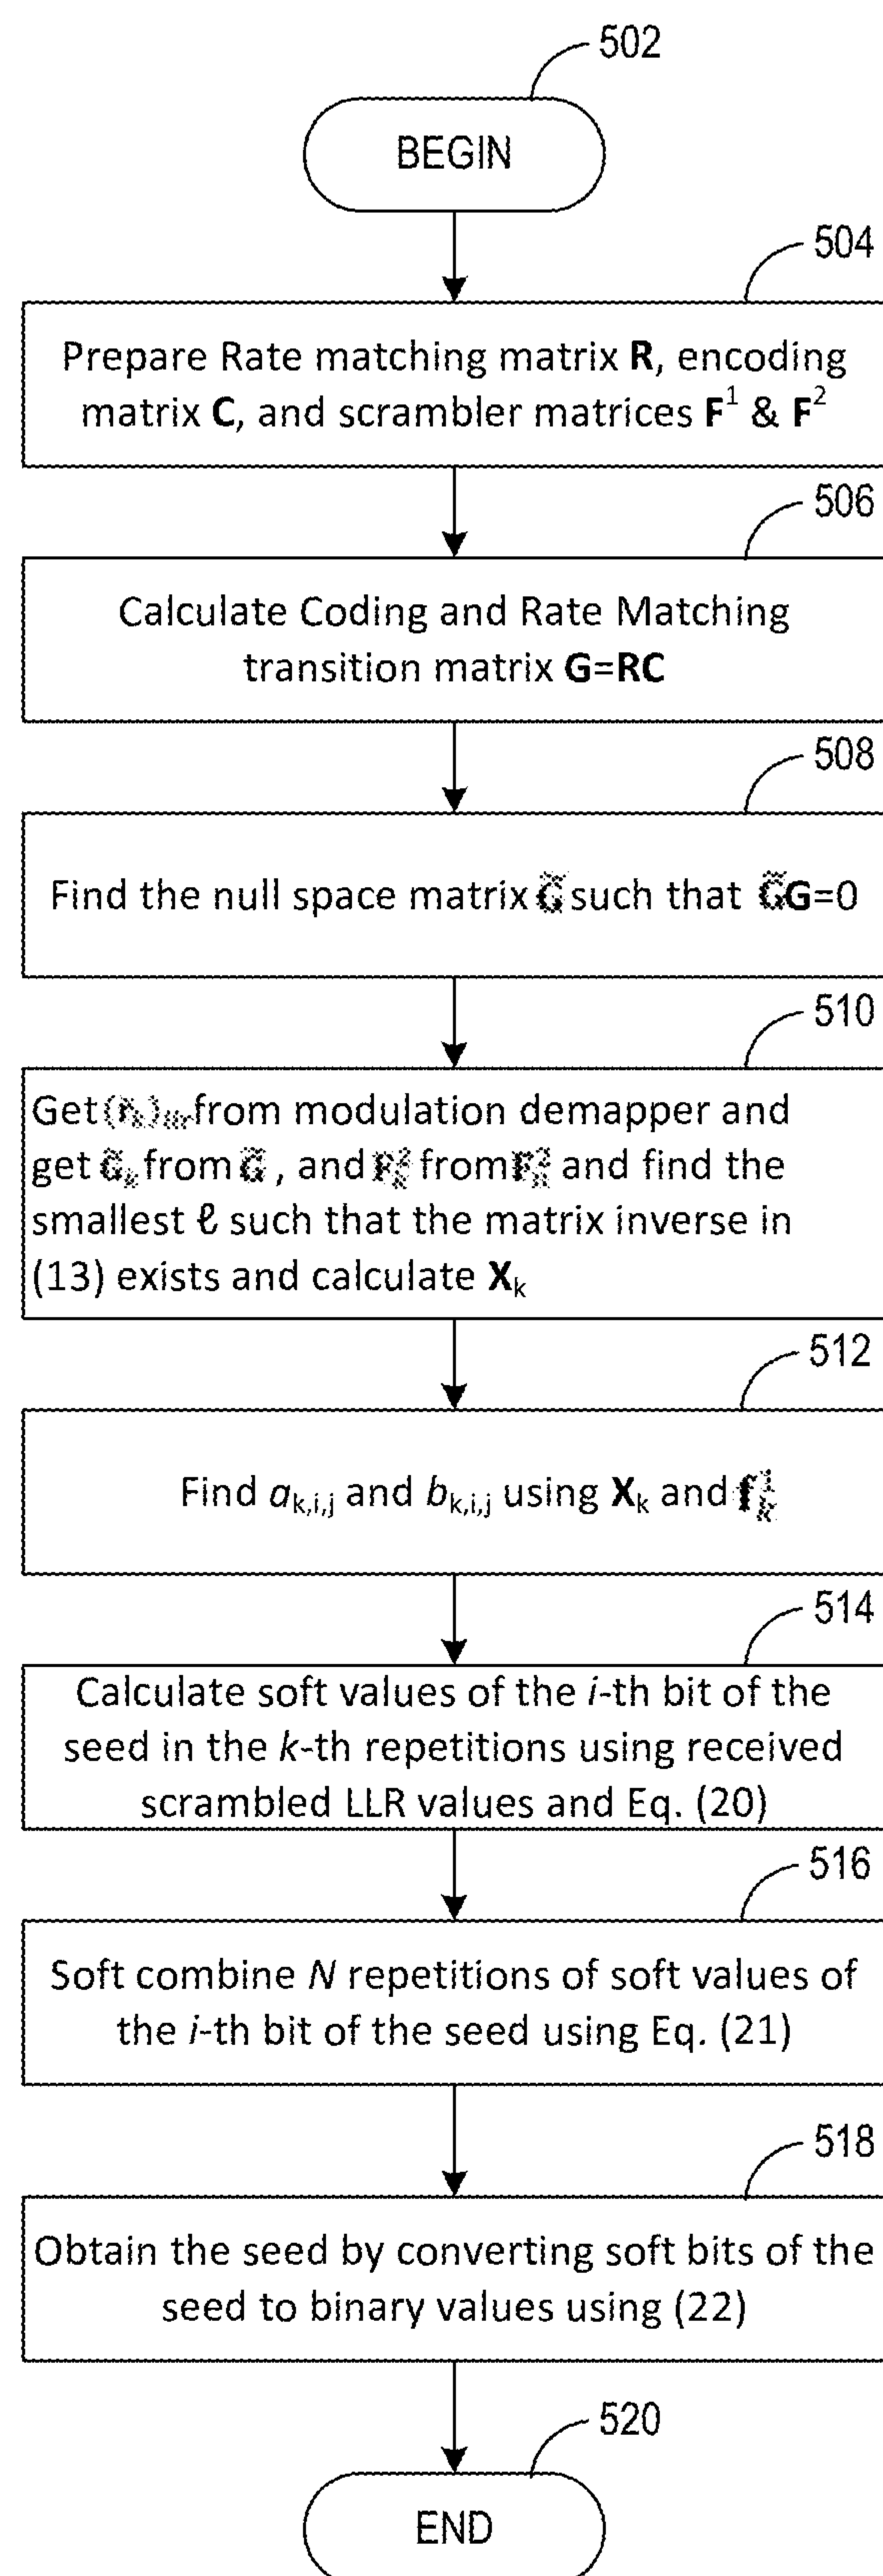 502
BEGIN
504
Prepare Rate matching matrix R, encoding
matrix C, and scrambler matrices F¹ & F²
506
Calculate Coding and Rate Matching
transition matrix G=RC
508
Find the null space matrix G̃ such that G̃G=0
510
Get from modulation demapper and
get G̃ₖ from G̃ , and from and find the
smallest ℓ such that the matrix inverse in
(13) exists and calculate Xₖ
512
Find aₖ,ᵢ,ⱼ and bₖ,ᵢ,ⱼ using Xₖ and
514
Calculate soft values of the i-th bit of the
seed in the k-th repetitions using received
scrambled LLR values and Eq. (20)
516
Soft combine N repetitions of soft values of
the i-th bit of the seed using Eq. (21)
518
Obtain the seed by converting soft bits of the
seed to binary values using (22)
520
END